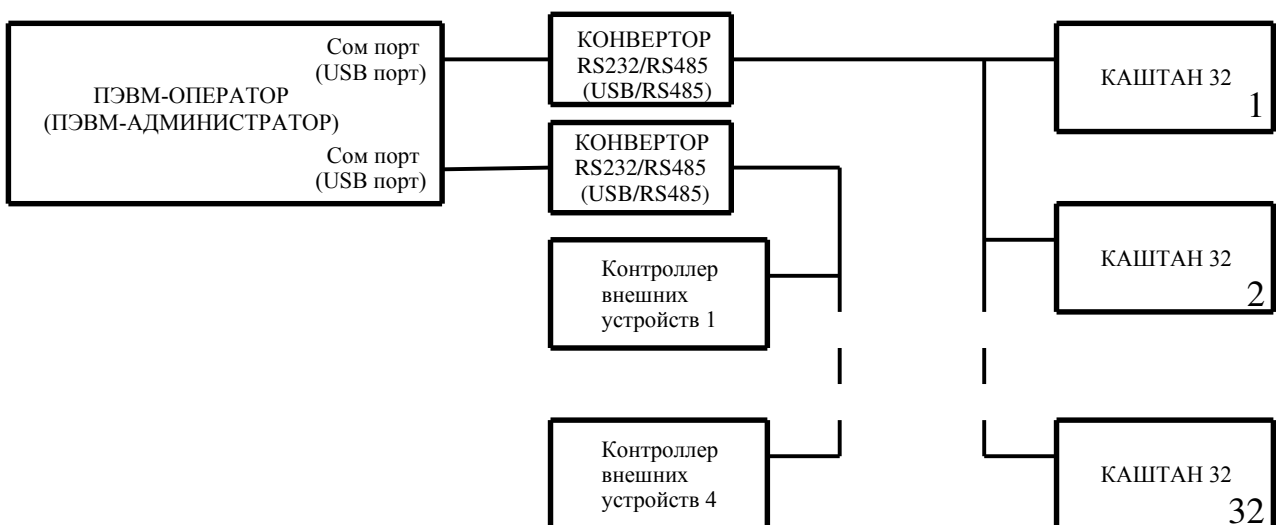 Сом порт
(USB порт)
ПЭВМ-ОПЕРАТОР
(ПЭВМ-АДМИНИСТРАТОР)
Сом порт
(USB порт)
КОНВЕРТОР
RS232/RS485
(USB/RS485)
КОНВЕРТОР
RS232/RS485
(USB/RS485)
Контроллер
внешних
устройств 1
Контроллер
внешних
устройств 4
КАШТАН 32
1
КАШТАН 32
2
КАШТАН 32
32